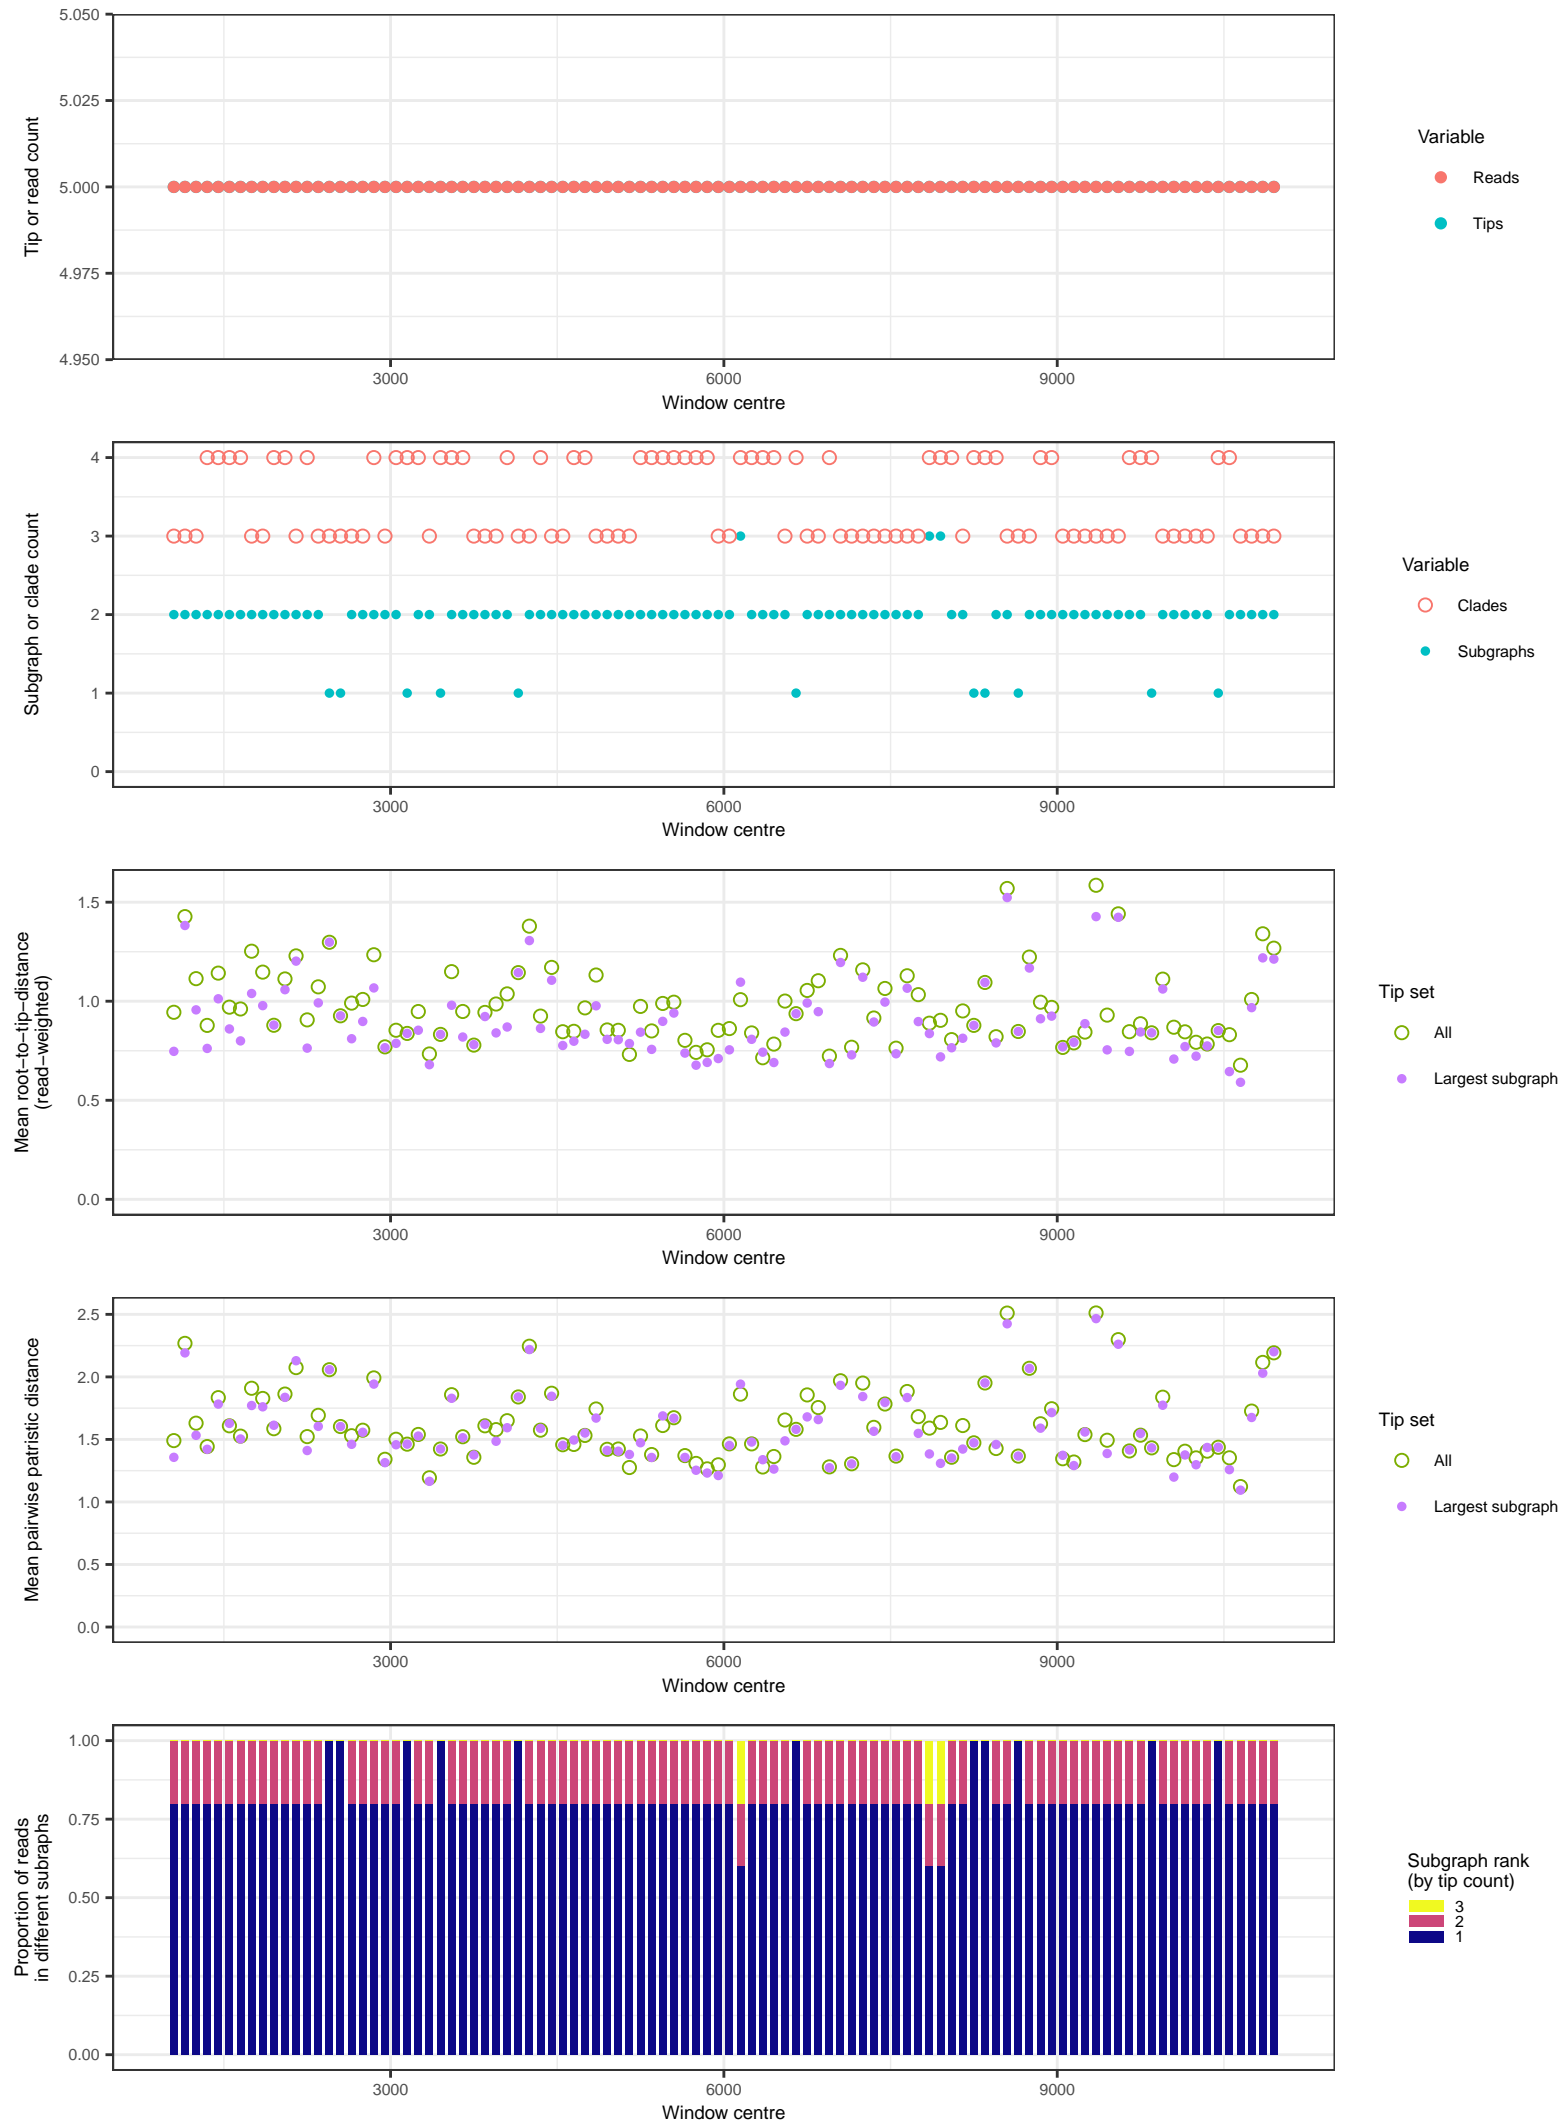 5.050
5.025
5.000
4.975
4.950
Tip or read count
3000
6000
9000
Window centre
Variable
Reads
Tips
4
3
2
1
0
Subgraph or clade count
3000
6000
9000
Window centre
Variable
Clades
Subgraphs
1.5
1.0
0.5
0.0
Mean root−to−tip−distance
(read−weighted)
3000
6000
9000
Window centre
Tip set
All
Largest subgraph
2.5
2.0
1.5
1.0
0.5
0.0
Mean pairwise patristic distance
3000
6000
9000
Window centre
Tip set
All
Largest subgraph
1.00
0.75
0.50
0.25
0.00
Proportion of reads
in different subraphs
3000
6000
9000
Window centre
Subgraph rank
(by tip count)
3
2
1